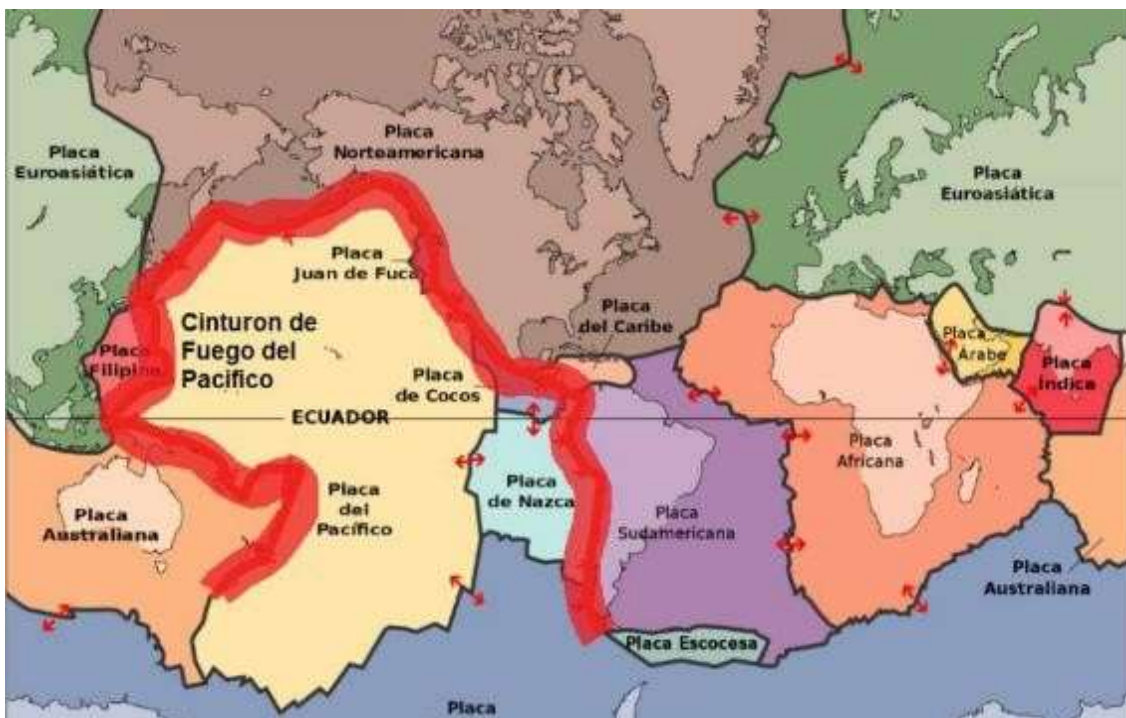 Placa
Euroasiática
Placa
Norteamericana
Placa
Euroasiática
Placa
Juan de Fuca
Placa
del Caribe
Cinturon de
Fuego del
Pacifico
Placa
Filipina
Placa
de Cocos
ECUADOR
Placa
Arabe
Placa
Índica
Placa
Africana
Placa
de Nazca
Placa
del
Pacífico
Placa
Australiana
Placa
Sudamericana
Placa
Australiana
Placa Escocesa
Placa